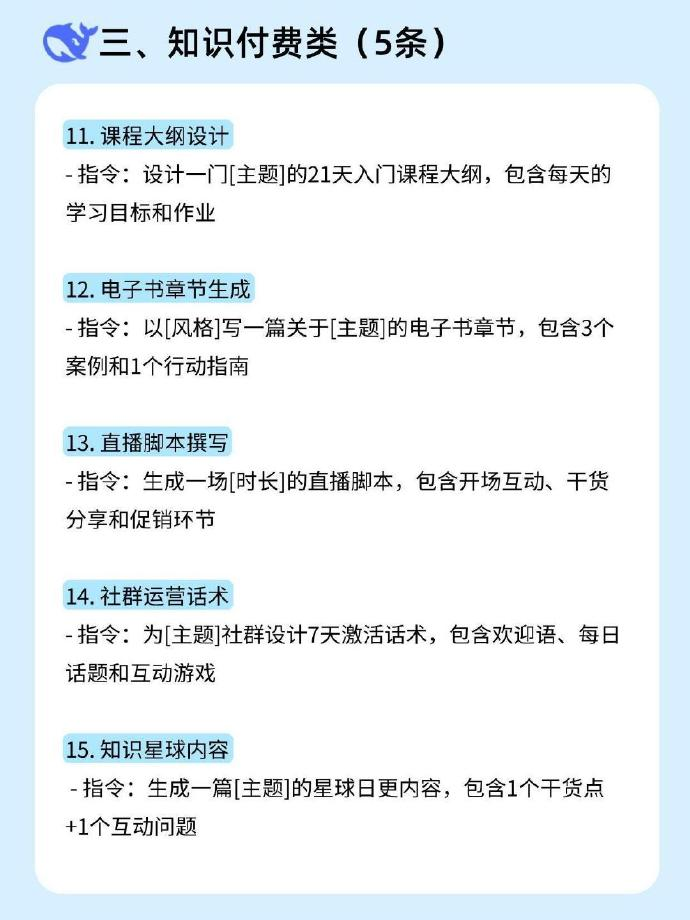 三、知识付费类（5条）
11. 课程大纲设计
- 指令：设计一门[主题]的21天入门课程大纲，包含每天的
学习目标和作业
12. 电子书章节生成
- 指令：以[风格]写一篇关于[主题]的电子书章节，包含3个
案例和1个行动指南
13. 直播脚本撰写
- 指令：生成一场[时长]的直播脚本，包含开场互动、干货
分享和促销环节
14. 社群运营话术
- 指令：为[主题]社群设计7天激活话术，包含欢迎语、每日
话题和互动游戏
15. 知识星球内容
- 指令：生成一篇[主题]的星球日更内容，包含1个干货点
+1个互动问题